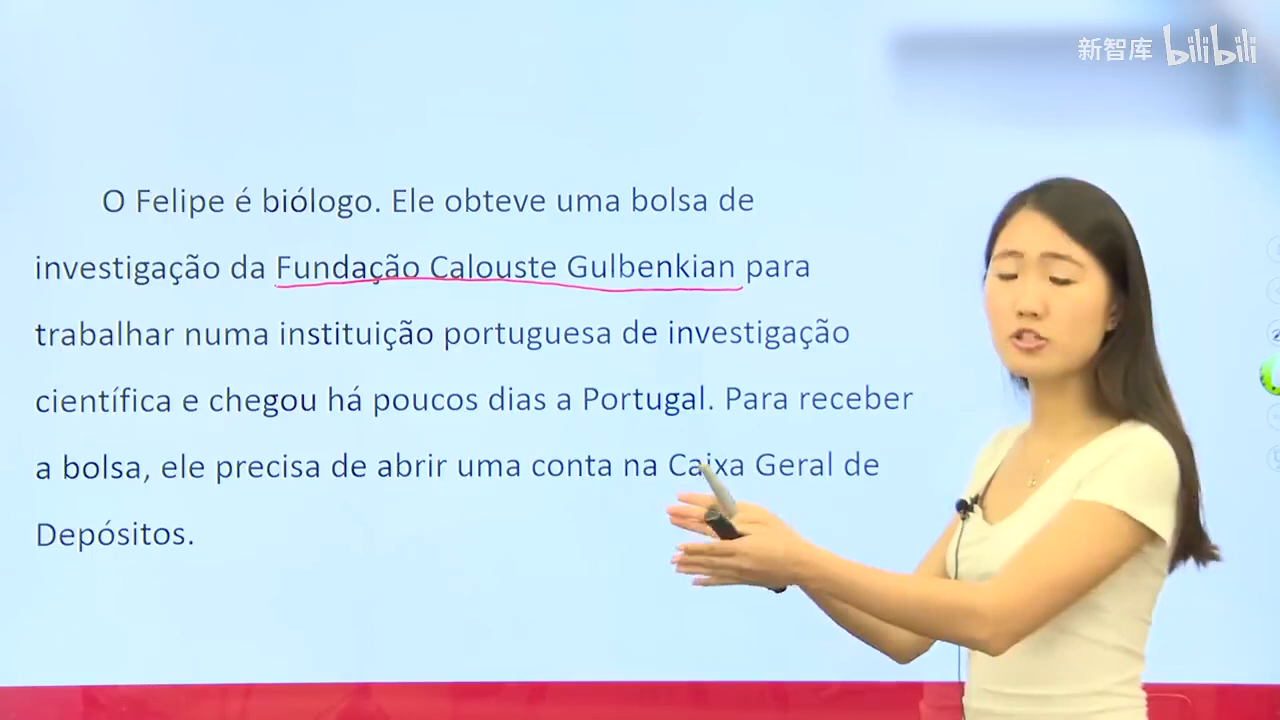 新智库 bilibili
O Felipe é biólogo. Ele obteve uma bolsa de
investigação da Fundação Calouste Gulbenkian para
trabalhar numa instituição portuguesa de investigação
científica e chegou há poucos dias a Portugal. Para receber
a bolsa, ele precisa de abrir uma conta na Caixa Geral de
Depósitos.